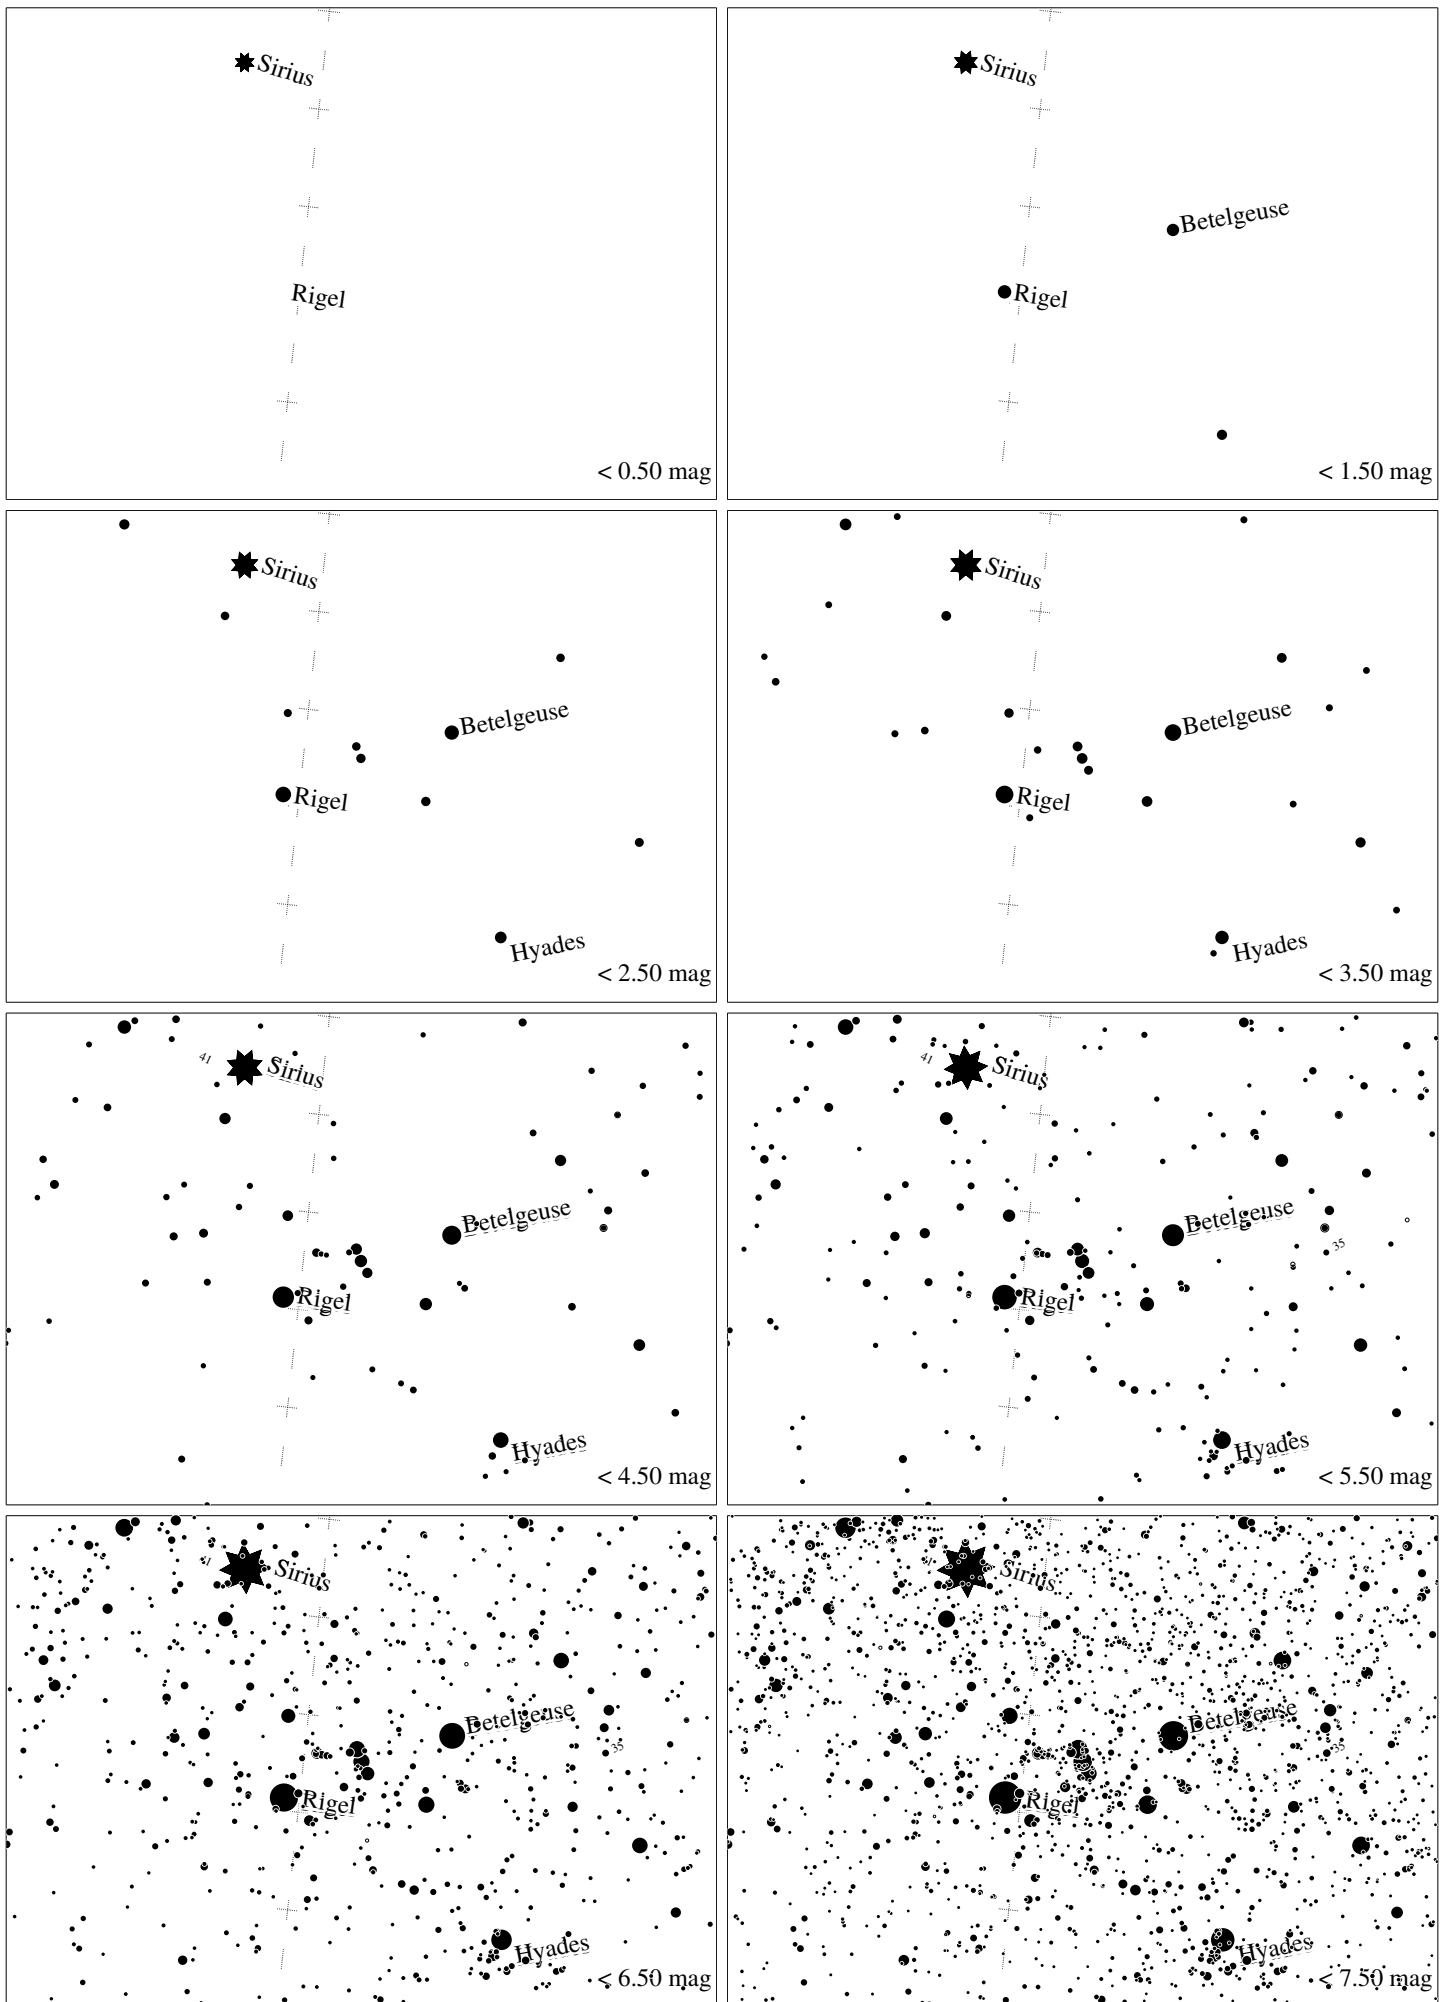 Sirius
Rigel
< 0.50 mag
Sirius
Betelgeuse
Rigel
< 1.50 mag
Sirius
Betelgeuse
Rigel
Hyades
< 2.50 mag
Sirius
Betelgeuse
Rigel
Hyades
< 3.50 mag
41
Sirius
Betelgeuse
Rigel
Hyades
< 4.50 mag
41
Sirius
Betelgeuse
35
Rigel
Hyades
< 5.50 mag
41
Sirius
Betelgeuse
35
Rigel
Hyades
< 6.50 mag
41
Sirius
Betelgeuse
35
Rigel
Hyades
< 7.50 mag